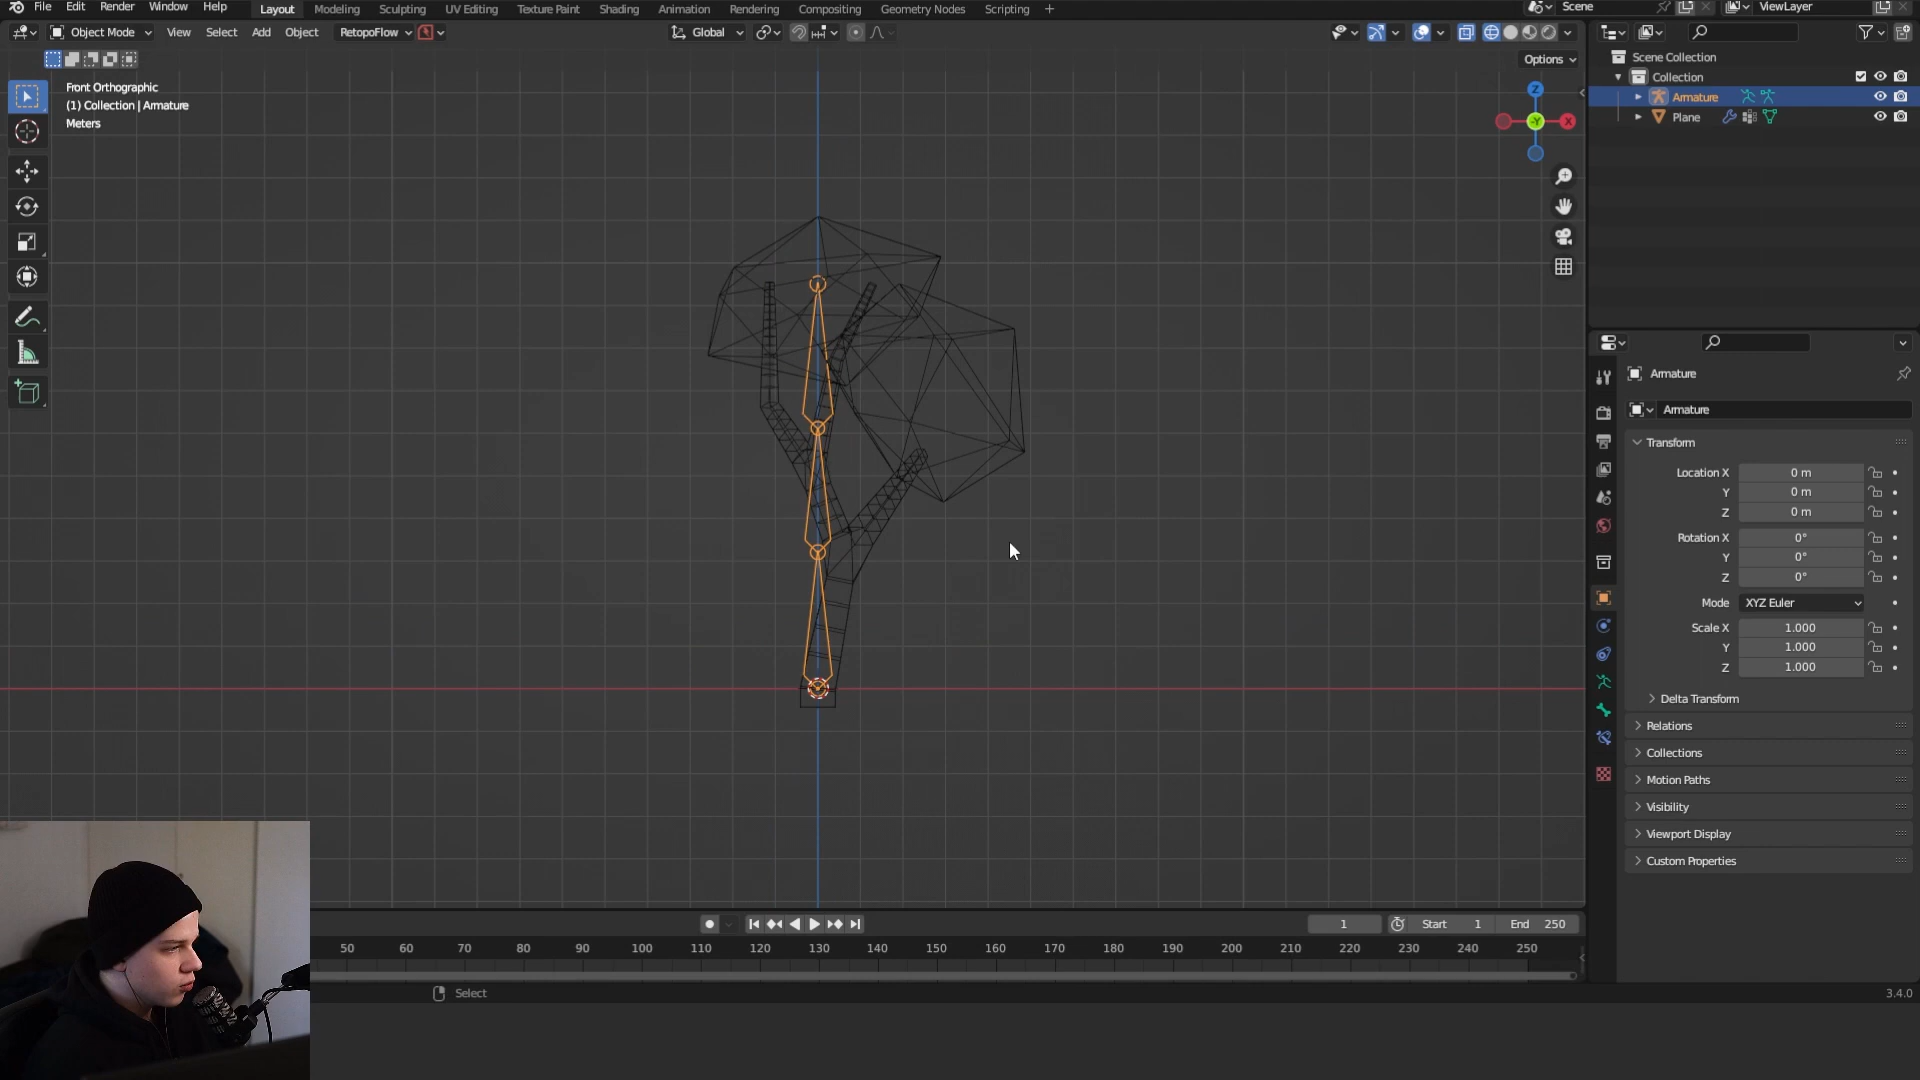 File Edit Render Window Help Layout Modeling Sculpting UV Editing Texture Paint Shading Animation Rendering Compositing Geometry Nodes Scripting + Scene ViewLayer
Object Mode View Select Add Object RetopoFlow Global
Options
Front Orthographic
(1) Collection | Armature
Meters
Z
-Y
X
Scene Collection
Collection
Armature
Plane
Armature
Armature
Transform
Location X 0 m
Y 0 m
Z 0 m
Rotation X 0°
Y 0°
Z 0°
Mode XYZ Euler
Scale X 1.000
Y 1.000
Z 1.000
Delta Transform
Relations
Collections
Motion Paths
Visibility
Viewport Display
Custom Properties
1 Start 1 End 250
50 60 70 80 90 100 110 120 130 140 150 160 170 180 190 200 210 220 230 240 250
Select
3.4.0